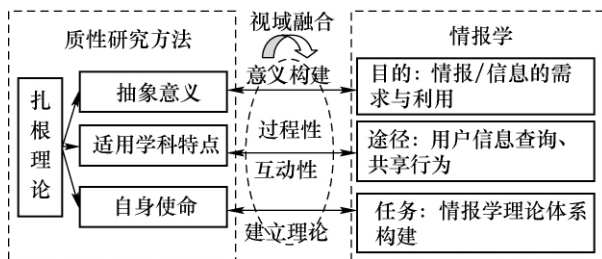 视域融合
质性研究方法
情报学
扎根理论
抽象意义
适用学科特点
自身使命
意义构建
过程性
互动性
建立理论
目的：情报/信息的需
求与利用
途径：用户信息查询、
共享行为
任务：情报学理论体系
构建